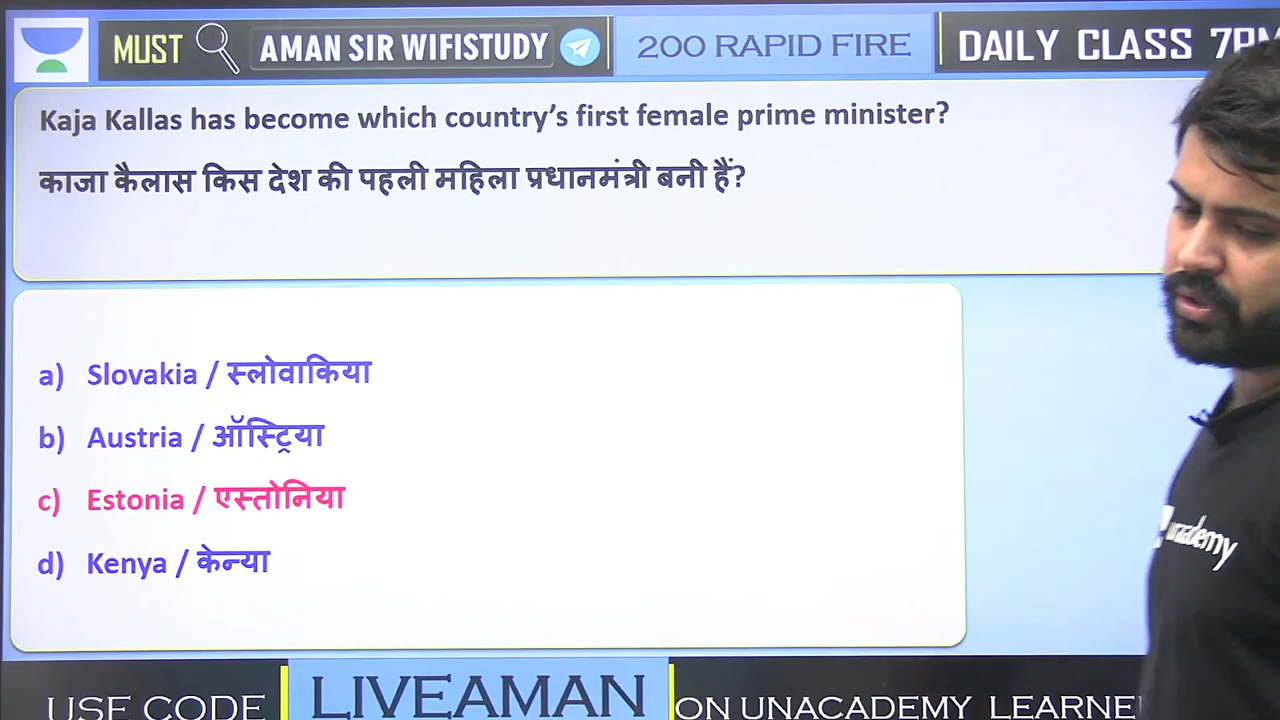 MUST AMAN SIR WIFISTUDY 200 RAPID FIRE DAILY CLASS 7PM
Kaja Kallas has become which country’s first female prime minister?
काजा कैलास किस देश की पहली महिला प्रधानमंत्री बनी हैं?
a) Slovakia / स्लोवाकिया
b) Austria / ऑस्ट्रिया
c) Estonia / एस्तोनिया
d) Kenya / केन्या
unacademy
USE CODE LIVEAMAN ON UNACADEMY LEARNE